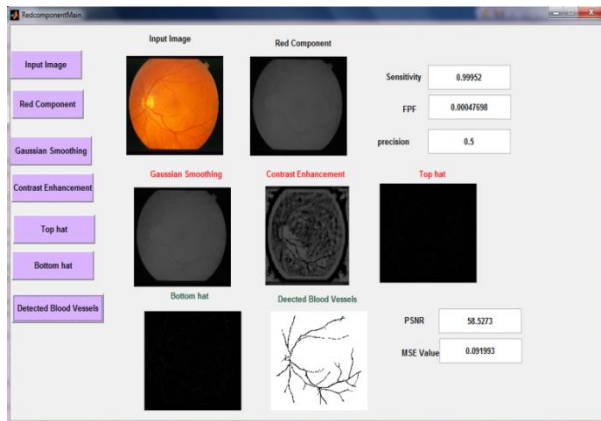 RedcomponentMain
Input Image
Red Component
Input Image
Red Component
Sensitivity
0.99952
FPF
0.00047698
precision
0.5
Gaussian Smoothing
Contrast Enhancement
Top hat
Bottom hat
Detected Blood Vessels
Gaussian Smoothing
Contrast Enhancement
Top hat
Bottom hat
Deected Blood Vessels
PSNR
58.5273
MSE Value
0.091993